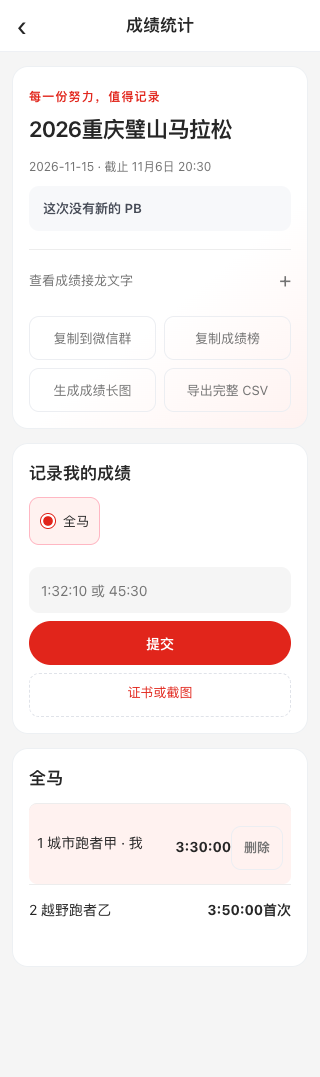 成绩统计
每一份努力，值得记录
2026重庆璧山马拉松
2026-11-15 · 截止 11月6日 20:30
这次没有新的 PB
查看成绩接龙文字 +
复制到微信群 复制成绩榜
生成成绩长图 导出完整 CSV
记录我的成绩
全马
1:32:10 或 45:30
提交
证书或截图
全马
1 城市跑者甲 · 我 3:30:00 删除
2 越野跑者乙 3:50:00首次